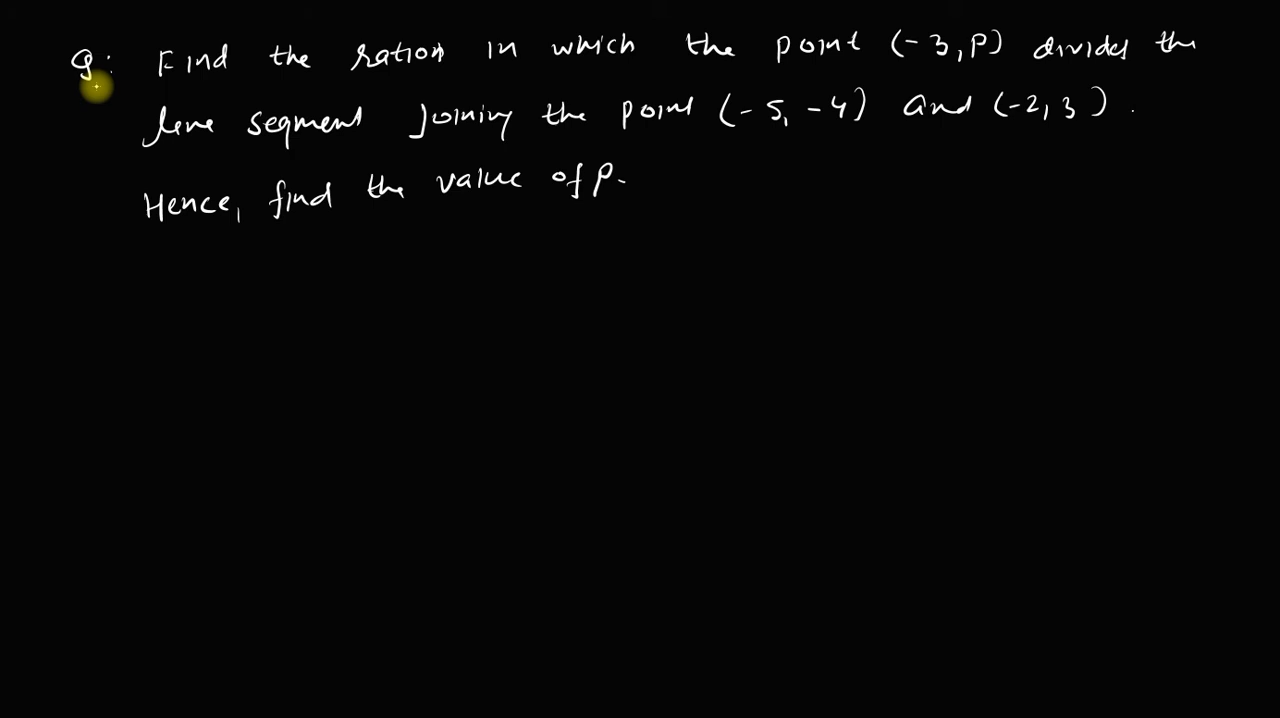 Q: Find the ration in which the point (-3, P) divides the
line segment Joining the point (-5, -4) and (-2, 3).
Hence, find the value of P.